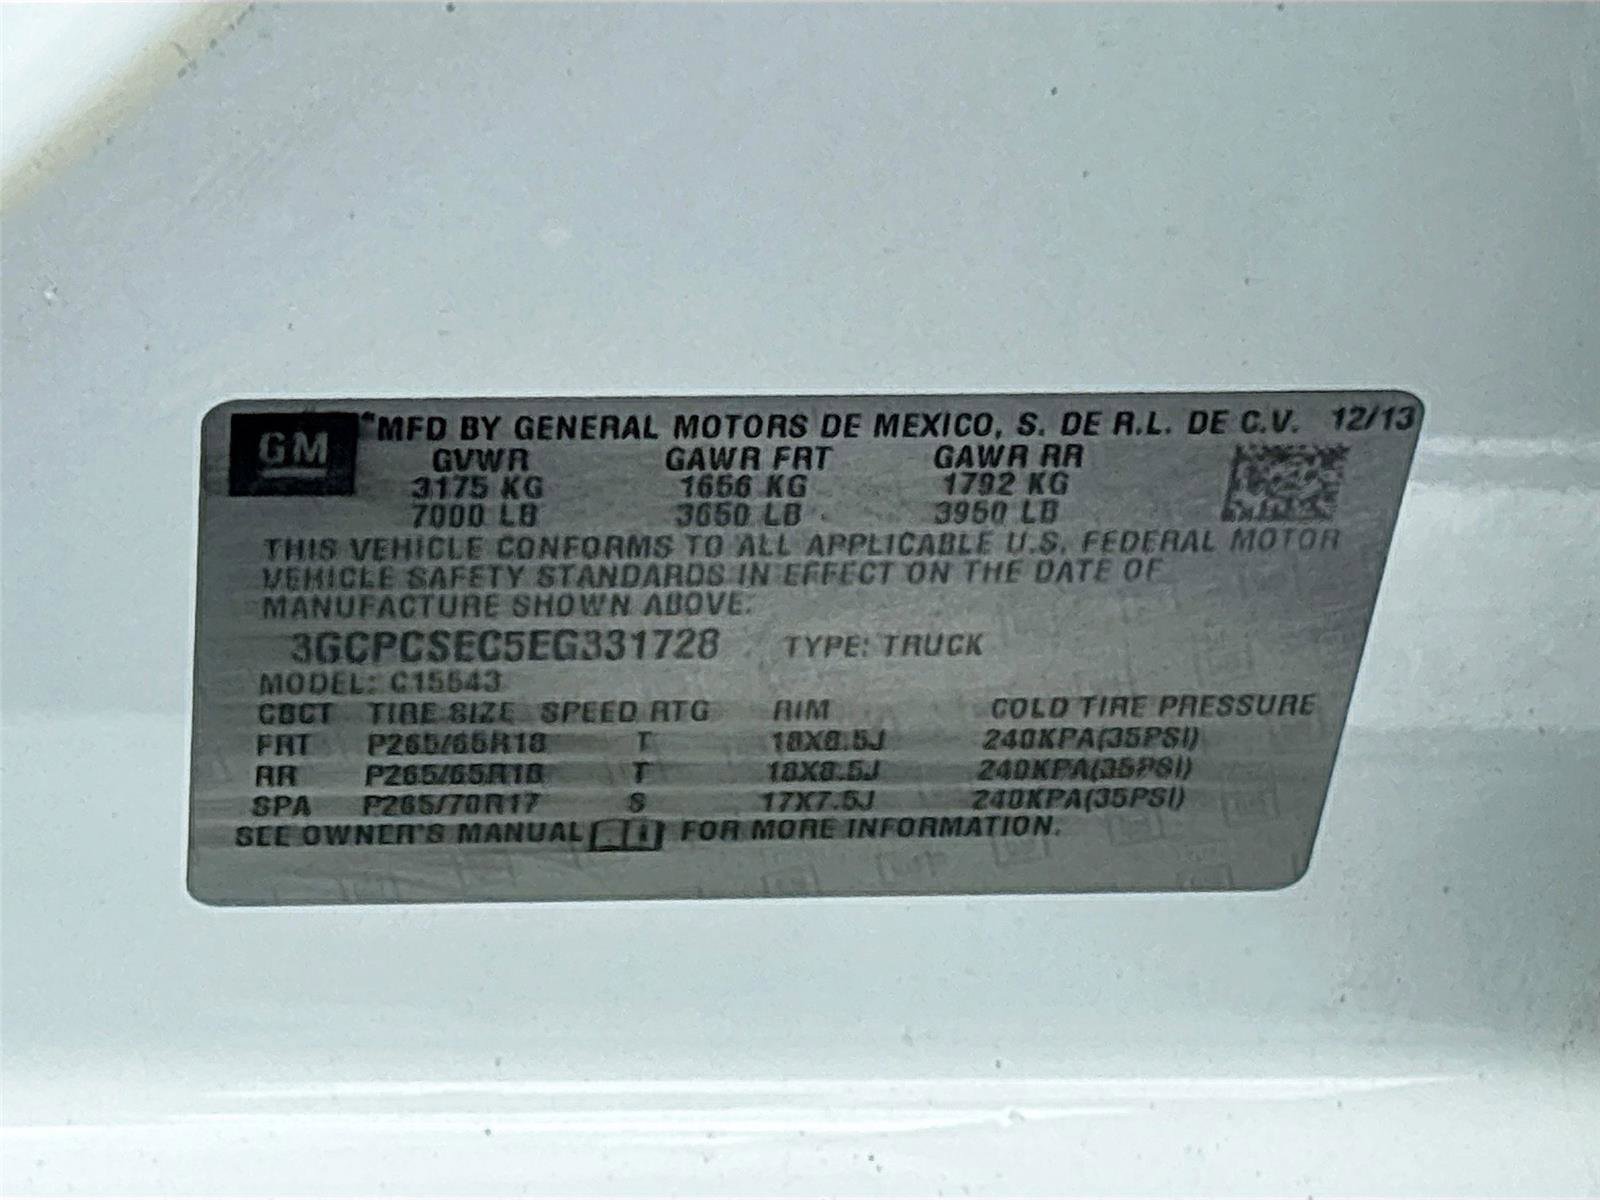 GM
*MFD BY GENERAL MOTORS DE MEXICO, S. DE R.L. DE C.V. 12/13
GVWR GAWR FRT GAWR RR
3175 KG 1656 KG 1792 KG
7000 LB 3650 LB 3950 LB
THIS VEHICLE CONFORMS TO ALL APPLICABLE U.S. FEDERAL MOTOR
VEHICLE SAFETY STANDARDS IN EFFECT ON THE DATE OF
MANUFACTURE SHOWN ABOVE.
3GCPCSEC5EG331728 TYPE: TRUCK
MODEL: C15543
CBCT TIRE SIZE SPEED RTG RIM COLD TIRE PRESSURE
FRT P265/65R18 T 18X8.5J 240KPA(35PSI)
RR P265/65R18 T 18X8.5J 240KPA(35PSI)
SPA P265/70R17 S 17X7.5J 240KPA(35PSI)
SEE OWNER'S MANUAL FOR MORE INFORMATION.